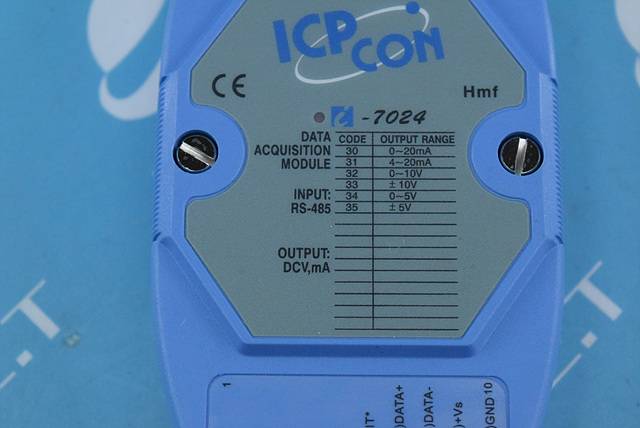 ICP CON
CE
Hmf
i-7024
DATA ACQUISITION MODULE
INPUT: RS-485
OUTPUT: DCV,mA
CODE OUTPUT RANGE
30 0~20mA
31 4~20mA
32 0~10V
33 ±10V
34 0~5V
35 ±5V
1
)DATA+
)DATA-
)+Vs
)GND 10